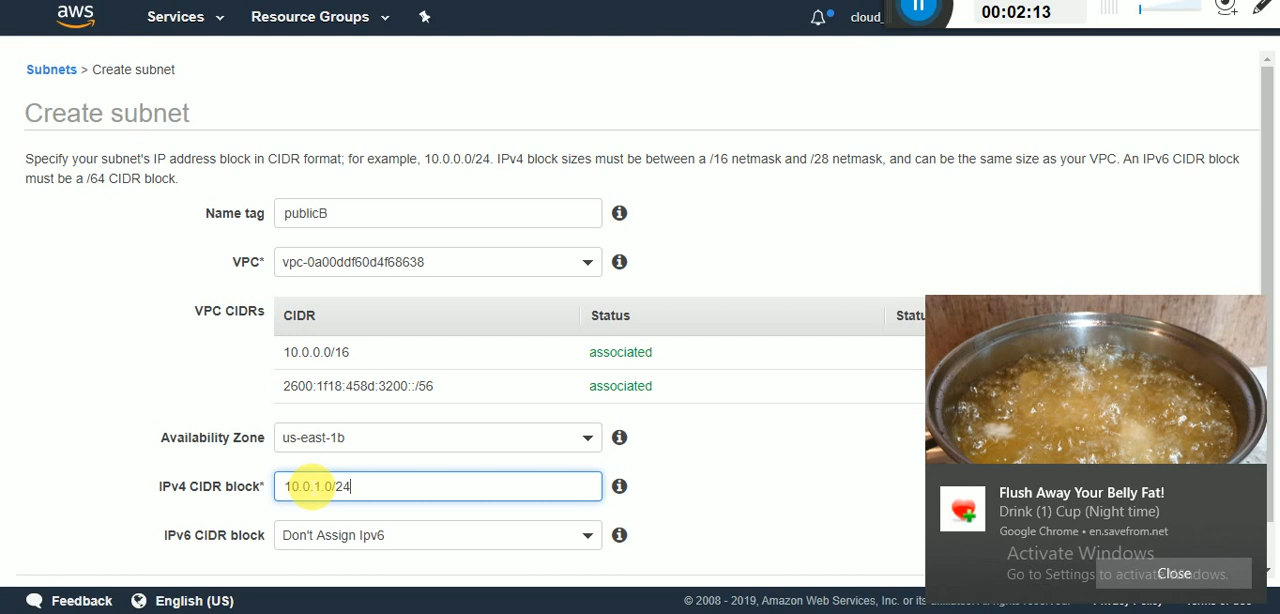 aws Services Resource Groups cloud_ 00:02:13
Subnets > Create subnet
Create subnet
Specify your subnet's IP address block in CIDR format; for example, 10.0.0.0/24. IPv4 block sizes must be between a /16 netmask and /28 netmask, and can be the same size as your VPC. An IPv6 CIDR block
must be a /64 CIDR block.
Name tag publicB
VPC* vpc-0a00ddf60d4f68638
VPC CIDRs CIDR Status Statu
10.0.0.0/16 associated
2600:1f18:458d:3200::/56 associated
Availability Zone us-east-1b
IPv4 CIDR block* 10.0.1.0/24
IPv6 CIDR block Don't Assign Ipv6
Flush Away Your Belly Fat!
Drink (1) Cup (Night time)
Google Chrome • en.savefrom.net
Activate Windows
Go to Settings to activate Windows.
Close
Feedback English (US) © 2008 - 2019, Amazon Web Services, Inc. or its